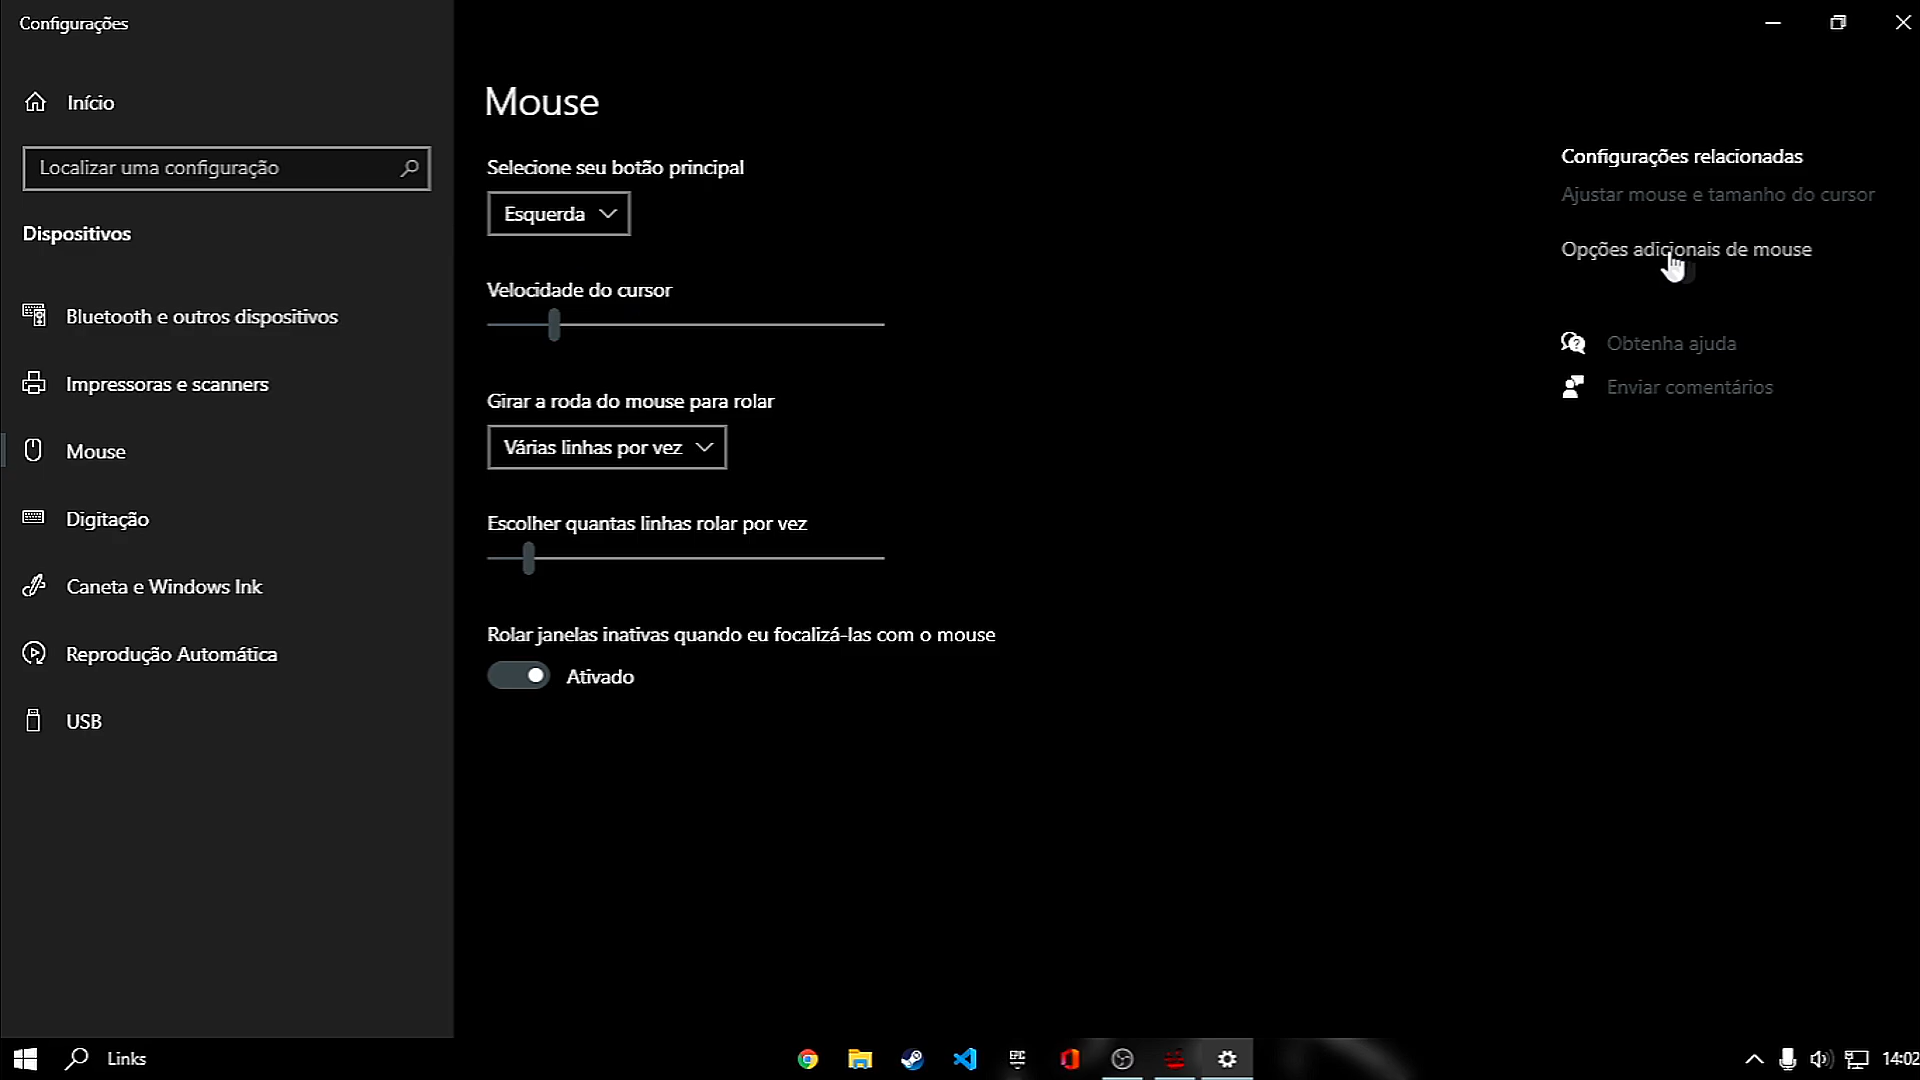 Configurações
Início
Localizar uma configuração
Dispositivos
Bluetooth e outros dispositivos
Impressoras e scanners
Mouse
Digitação
Caneta e Windows Ink
Reprodução Automática
USB
Mouse
Selecione seu botão principal
Esquerda
Velocidade do cursor
Girar a roda do mouse para rolar
Várias linhas por vez
Escolher quantas linhas rolar por vez
Rolar janelas inativas quando eu focalizá-las com o mouse
Ativado
Configurações relacionadas
Ajustar mouse e tamanho do cursor
Opções adicionais de mouse
Obtenha ajuda
Enviar comentários
Links
EPIC
14:02